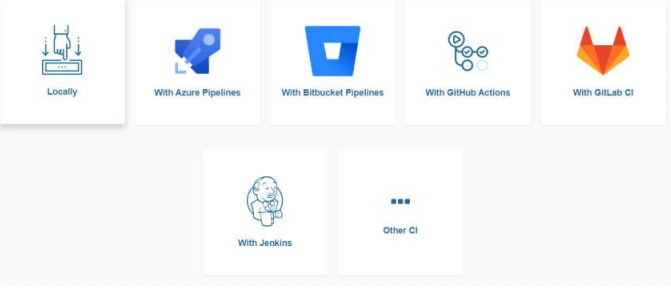 Locally
With Azure Pipelines
With Bitbucket Pipelines
With GitHub Actions
With GitLab CI
With Jenkins
Other CI